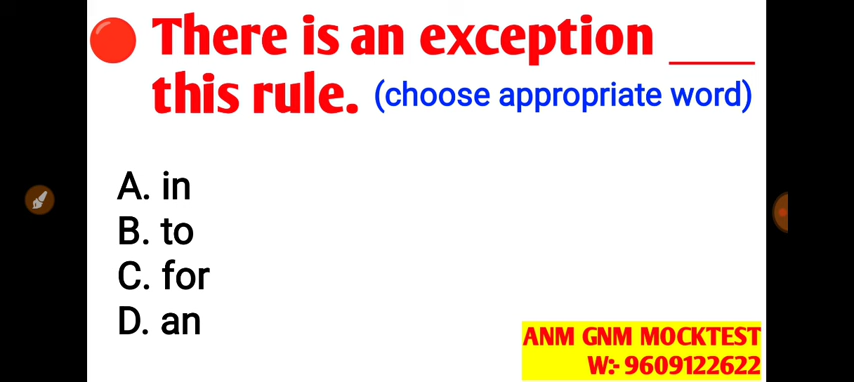 There is an exception ____
this rule. (choose appropriate word)
A. in
B. to
C. for
D. an
ANM GNM MOCKTEST
W:- 9609122622